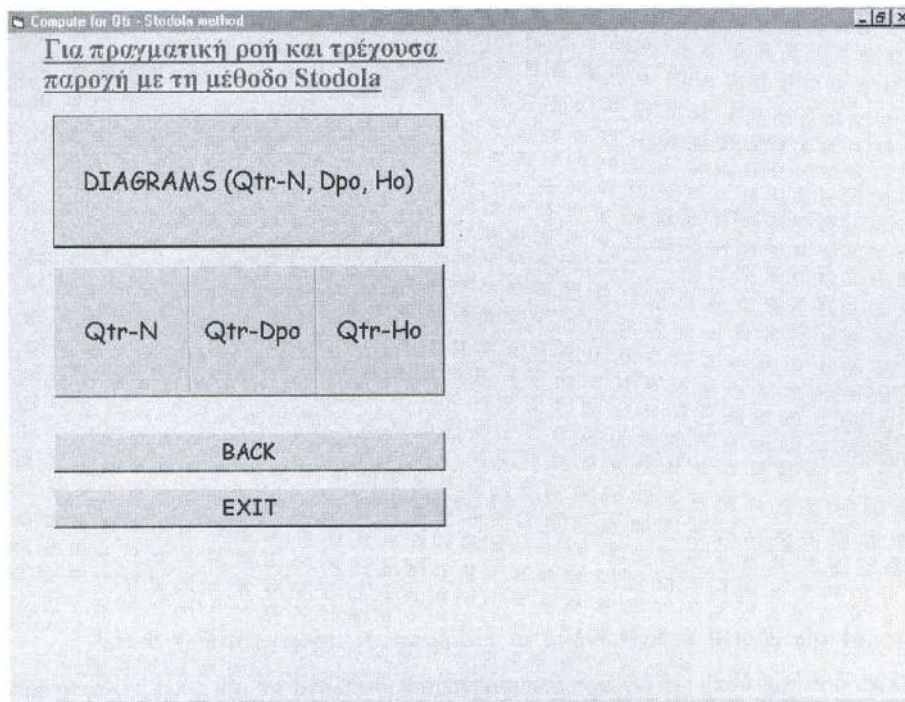 Compute for Qtr - Stodola method
Για πραγματική ροή και τρέχουσα
παροχή με τη μέθοδο Stodola
DIAGRAMS (Qtr-N, Dpo, Ho)
Qtr-N Qtr-Dpo Qtr-Ho
BACK
EXIT